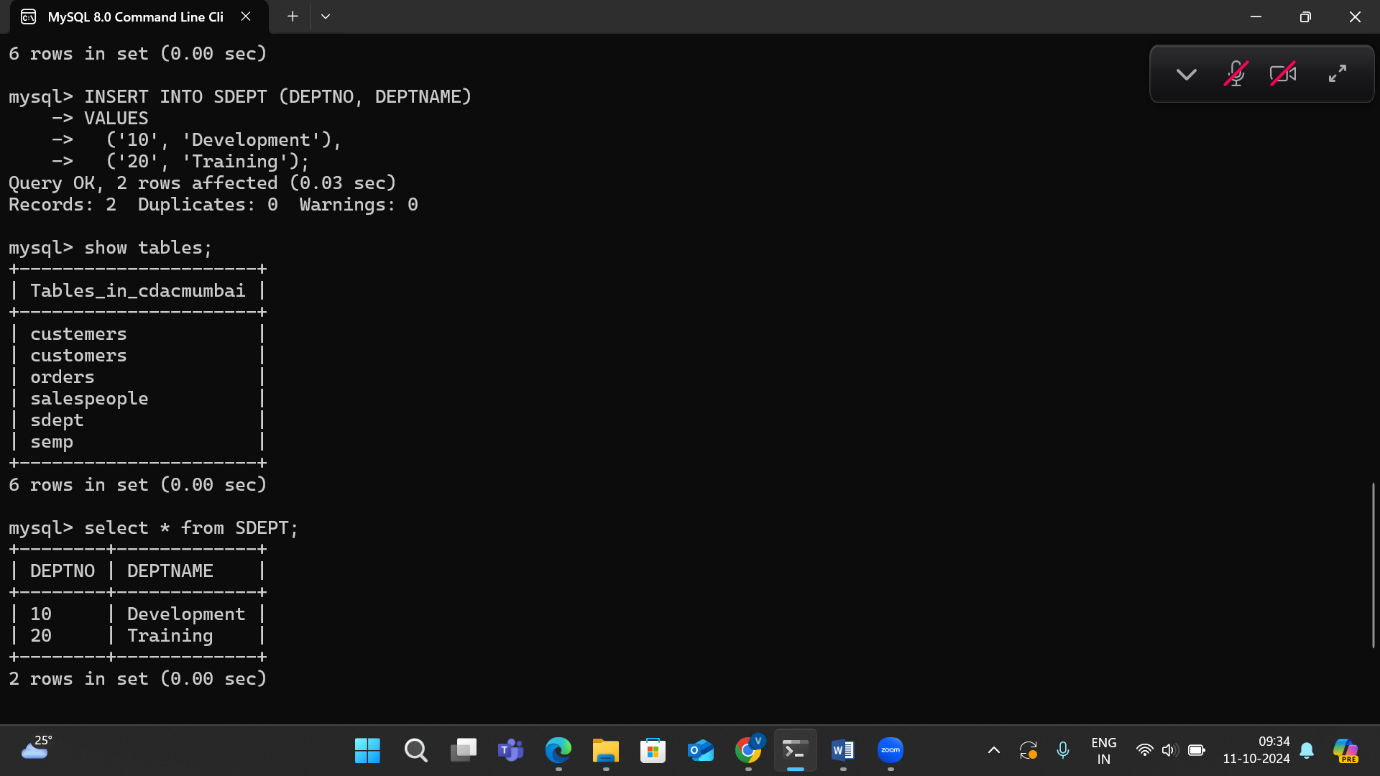 MySQL 8.0 Command Line Cli
6 rows in set (0.00 sec)
mysql> INSERT INTO SDEPT (DEPTNO, DEPTNAME)
    -> VALUES
    ->   ('10', 'Development'),
    ->   ('20', 'Training');
Query OK, 2 rows affected (0.03 sec)
Records: 2  Duplicates: 0  Warnings: 0
mysql> show tables;
+----------------------+
| Tables_in_cdacmumbai |
+----------------------+
| custemers            |
| customers            |
| orders               |
| salespeople          |
| sdept                |
| semp                 |
+----------------------+
6 rows in set (0.00 sec)
mysql> select * from SDEPT;
+--------+-------------+
| DEPTNO | DEPTNAME    |
+--------+-------------+
| 10     | Development |
| 20     | Training    |
+--------+-------------+
2 rows in set (0.00 sec)
25°
V
zoom
ENG
IN
09:34
11-10-2024
PRE